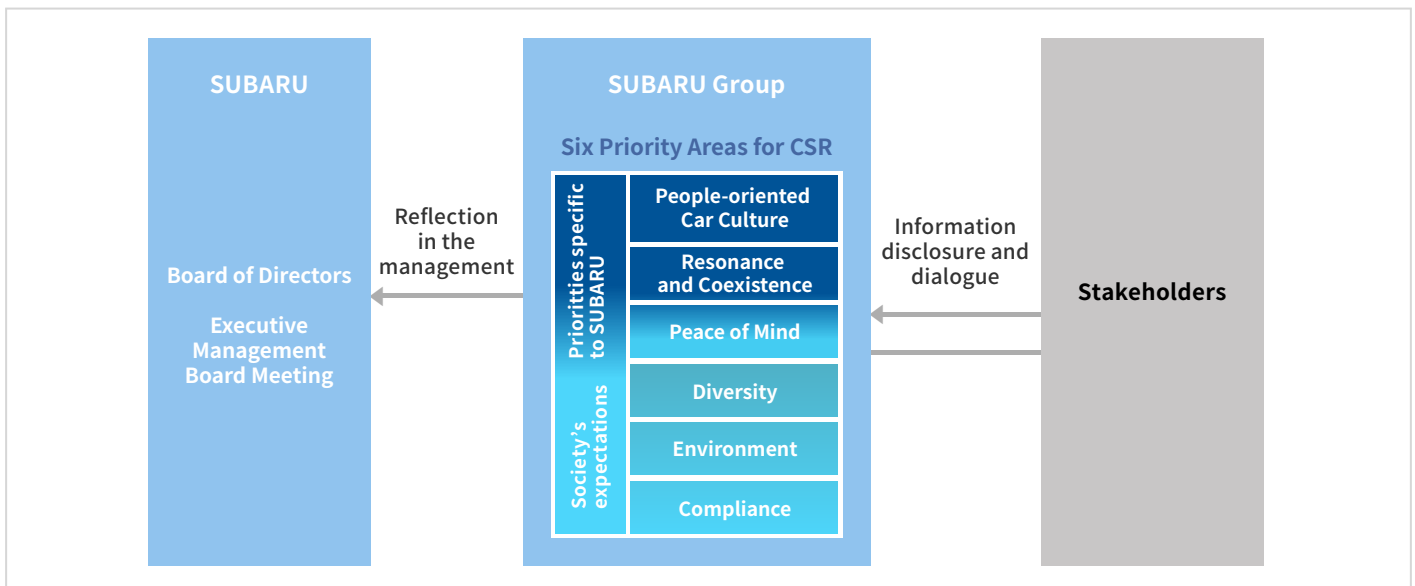 SUBARU
Board of Directors
Executive
Management
Board Meeting
Reflection
in the
management
SUBARU Group
Six Priority Areas for CSR
Prioritties specific
to SUBARU
Society's
expectations
People-oriented
Car Culture
Resonance
and Coexistence
Peace of Mind
Diversity
Environment
Compliance
Information
disclosure and
dialogue
Stakeholders